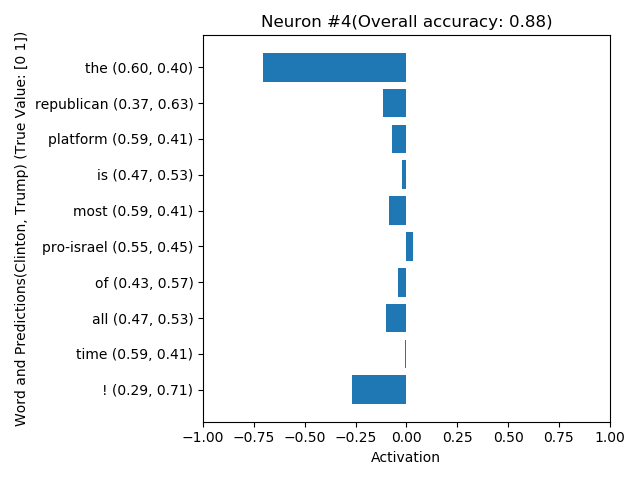 Neuron #4(Overall accuracy: 0.88)
Word and Predictions(Clinton, Trump) (True Value: [0 1])
the (0.60, 0.40)
republican (0.37, 0.63)
platform (0.59, 0.41)
is (0.47, 0.53)
most (0.59, 0.41)
pro-israel (0.55, 0.45)
of (0.43, 0.57)
all (0.47, 0.53)
time (0.59, 0.41)
! (0.29, 0.71)
−1.00 −0.75 −0.50 −0.25 0.00 0.25 0.50 0.75 1.00
Activation